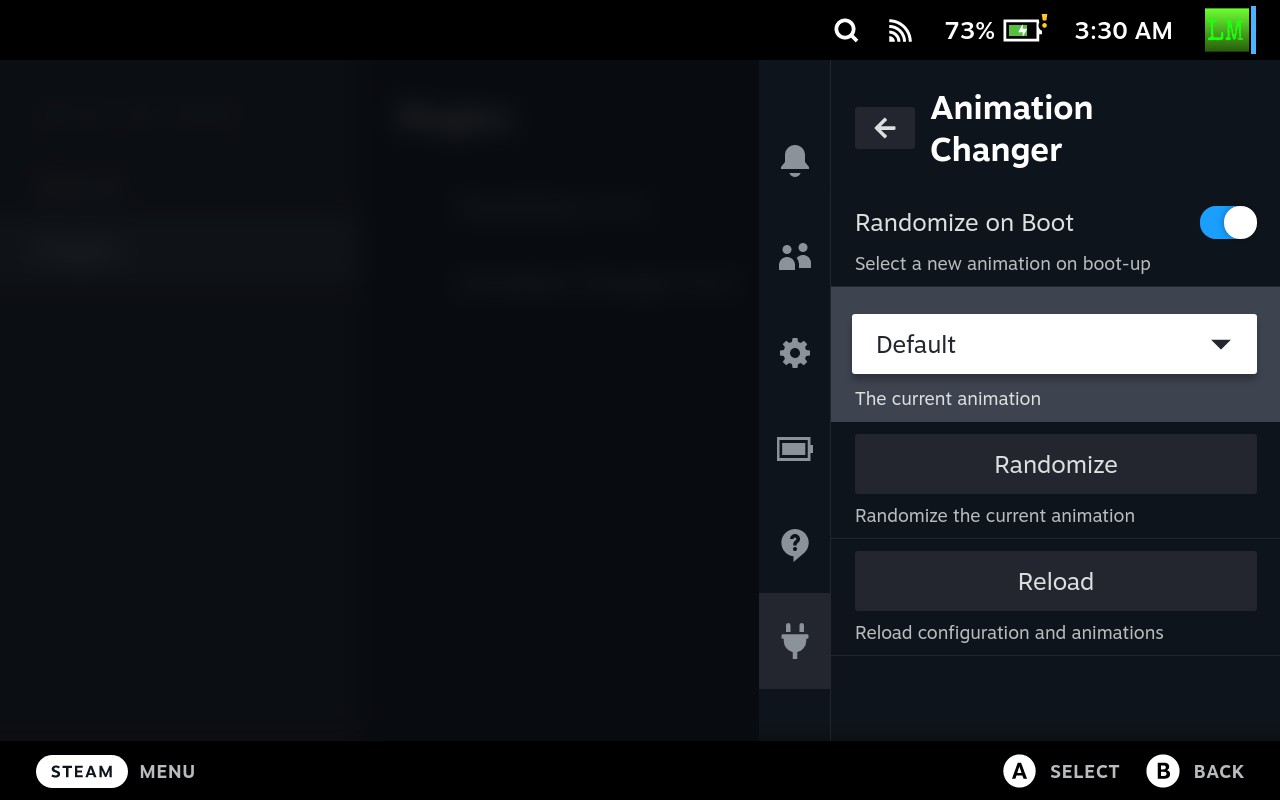 73%
3:30 AM
LM
Animation
Changer
Randomize on Boot
Select a new animation on boot-up
Default
The current animation
Randomize
Randomize the current animation
Reload
Reload configuration and animations
STEAM MENU
A SELECT B BACK